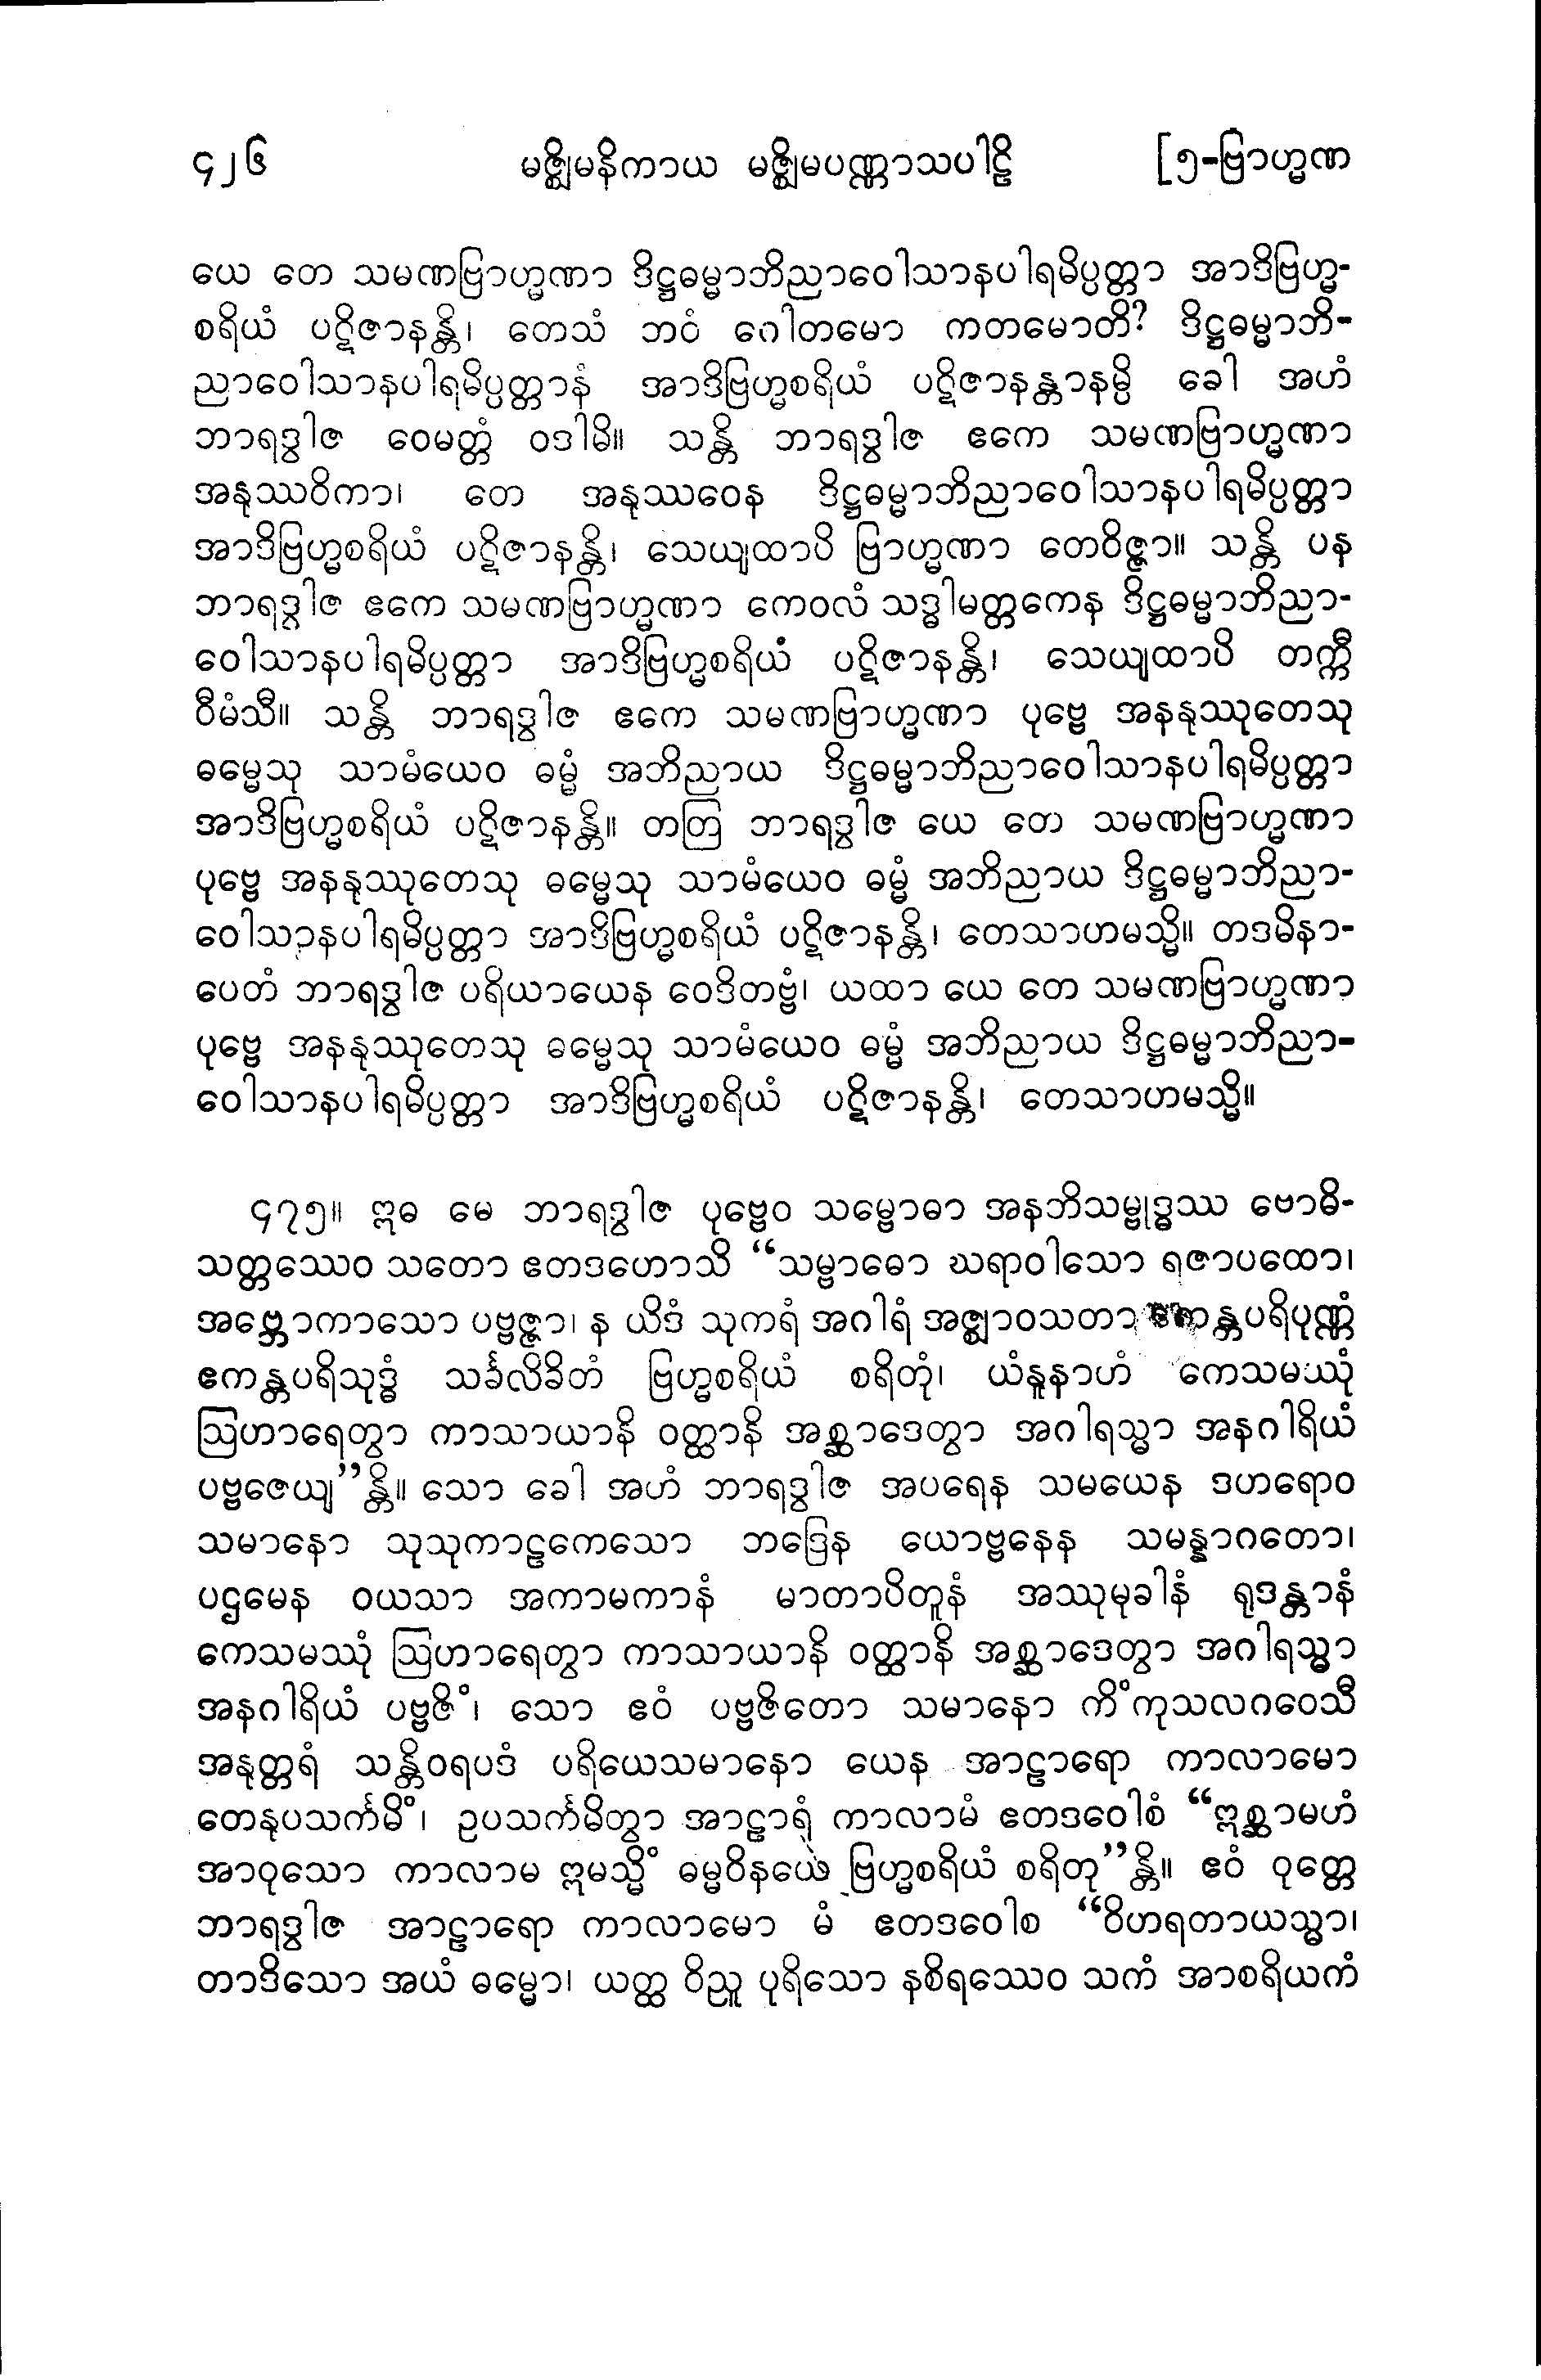 ၄၂၆ မဇ္ဈိမနိကာယ မဇ္ဈိမပဏ္ဏာသပါဠိ [၅-ဗြာဟ္မဏ
ယေ တေ သမဏဗြာဟ္မဏာ ဒိဋ္ဌဓမ္မာဘိညာဝေါသာနပါရမိပ္ပတ္တာ အာဒိဗြဟ္မ-
စရိယံ ပဋိဇာနန္တိ၊ တေသံ ဘဝံ ဂေါတမော ကတမောတိ? ဒိဋ္ဌဓမ္မာဘိ-
ညာဝေါသာနပါရမိပ္ပတ္တာနံ အာဒိဗြဟ္မစရိယံ ပဋိဇာနန္တာနမ္ပိ ခေါ အဟံ
ဘာရဒွါဇ ဝေမတ္တံ ဝဒါမိ။ သန္တိ ဘာရဒွါဇ ဧကေ သမဏဗြာဟ္မဏာ
အနုဿဝိကာ၊ တေ အနုဿဝေန ဒိဋ္ဌဓမ္မာဘိညာဝေါသာနပါရမိပ္ပတ္တာ
အာဒိဗြဟ္မစရိယံ ပဋိဇာနန္တိ၊ သေယျထာပိ ဗြာဟ္မဏာ တေဝိဇ္ဇာ။ သန္တိ ပန
ဘာရဒွါဇ ဧကေ သမဏဗြာဟ္မဏာ ကေဝလံ သဒ္ဓါမတ္တကေန ဒိဋ္ဌဓမ္မာဘိညာ-
ဝေါသာနပါရမိပ္ပတ္တာ အာဒိဗြဟ္မစရိယံ ပဋိဇာနန္တိ၊ သေယျထာပိ တက္ကီ
ဝီမံသီ။ သန္တိ ဘာရဒွါဇ ဧကေ သမဏဗြာဟ္မဏာ ပုဗ္ဗေ အနနုဿုတေသု
ဓမ္မေသု သာမံယေဝ ဓမ္မံ အဘိညာယ ဒိဋ္ဌဓမ္မာဘိညာဝေါသာနပါရမိပ္ပတ္တာ
အာဒိဗြဟ္မစရိယံ ပဋိဇာနန္တိ။ တတြ ဘာရဒွါဇ ယေ တေ သမဏဗြာဟ္မဏာ
ပုဗ္ဗေ အနနုဿုတေသု ဓမ္မေသု သာမံယေဝ ဓမ္မံ အဘိညာယ ဒိဋ္ဌဓမ္မာဘိညာ-
ဝေါသာနပါရမိပ္ပတ္တာ အာဒိဗြဟ္မစရိယံ ပဋိဇာနန္တိ၊ တေသာဟမသ္မိ။ တဒမိနာ-
ပေတံ ဘာရဒွါဇ ပရိယာယေန ဝေဒိတဗ္ဗံ၊ ယထာ ယေ တေ သမဏဗြာဟ္မဏာ
ပုဗ္ဗေ အနနုဿုတေသု ဓမ္မေသု သာမံယေဝ ဓမ္မံ အဘိညာယ ဒိဋ္ဌဓမ္မာဘိညာ-
ဝေါသာနပါရမိပ္ပတ္တာ အာဒိဗြဟ္မစရိယံ ပဋိဇာနန္တိ၊ တေသာဟမသ္မိ။
၄၇၅။ ဣဓ မေ ဘာရဒွါဇ ပုဗ္ဗေဝ သမ္ဗောဓာ အနဘိသမ္ဗုဒ္ဓဿ ဗောဓိ-
သတ္တဿေဝ သတော ဧတဒဟောသိ “သမ္ဗာဓော ဃရာဝါသော ရဇာပထော၊
အဗ္ဘောကာသော ပဗ္ဗဇ္ဇာ၊ န ယိဒံ သုကရံ အဂါရံ အဇ္ဈာဝသတာ ဧကန္တပရိပုဏ္ဏံ
ဧကန္တပရိသုဒ္ဓံ သင်္ခလိခိတံ ဗြဟ္မစရိယံ စရိတုံ၊ ယံနူနာဟံ ကေသမဿုံ
ဩဟာရေတွာ ကာသာယာနိ ဝတ္ထာနိ အစ္ဆာဒေတွာ အဂါရသ္မာ အနဂါရိယံ
ပဗ္ဗဇေယျ”န္တိ။ သော ခေါ အဟံ ဘာရဒွါဇ အပရေန သမယေန ဒဟရောဝ
သမာနော သုသုကာဠကေသော ဘဒြေန ယောဗ္ဗနေန သမန္နာဂတော၊
ပဌမေန ဝယသာ အကာမကာနံ မာတာပိတူနံ အဿုမုခါနံ ရုဒန္တာနံ
ကေသမဿုံ ဩဟာရေတွာ ကာသာယာနိ ဝတ္ထာနိ အစ္ဆာဒေတွာ အဂါရသ္မာ
အနဂါရိယံ ပဗ္ဗဇိံ၊ သော ဧဝံ ပဗ္ဗဇိတော သမာနော ကိံကုသလဂဝေသီ
အနုတ္တရံ သန္တိဝရပဒံ ပရိယေသမာနော ယေန အာဠာရော ကာလာမော
တေနုပသင်္ကမိံ၊ ဥပသင်္ကမိတွာ အာဠာရုံ ကာလာမံ ဧတဒဝေါစံ “ဣစ္ဆာမဟံ
အာဝုသော ကာလာမ ဣမသ္မိံ ဓမ္မဝိနယေ ဗြဟ္မစရိယံ စရိတု”န္တိ။ ဧဝံ ဝုတ္တေ
ဘာရဒွါဇ အာဠာရော ကာလာမော မံ ဧတဒဝေါစ “ဝိဟရတာယသ္မာ၊
တာဒိသော အယံ ဓမ္မော၊ ယတ္ထ ဝိညူ ပုရိသော နစိရဿေဝ သကံ အာစရိယကံ